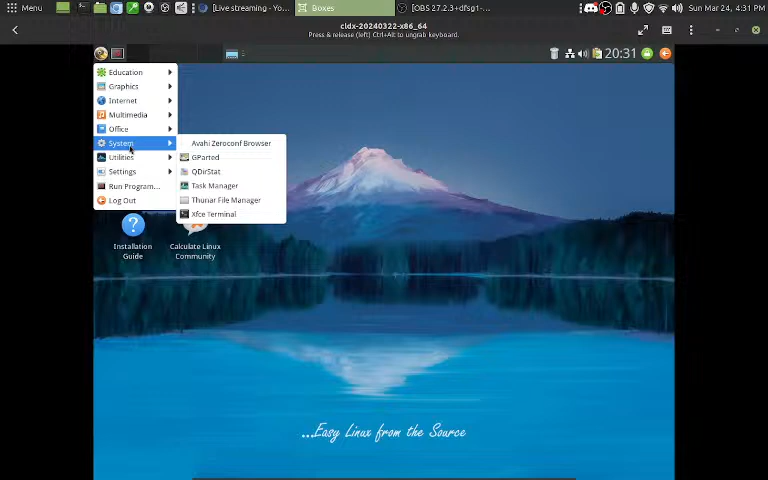 Menu
[Live streaming - Yo...
Boxes
[OBS 27.2.3+dfsg1-...
Sun Mar 24, 4:31 PM
cldx-20240322-x86_64
Press & release (left) Ctrl+Alt to ungrab keyboard.
20:31
Education
Graphics
Internet
Multimedia
Office
System
Utilities
Settings
Run Program...
Log Out
Avahi Zeroconf Browser
GParted
QDirStat
Task Manager
Thunar File Manager
Xfce Terminal
Installation
Guide
Calculate Linux
Community
...Easy Linux from the Source